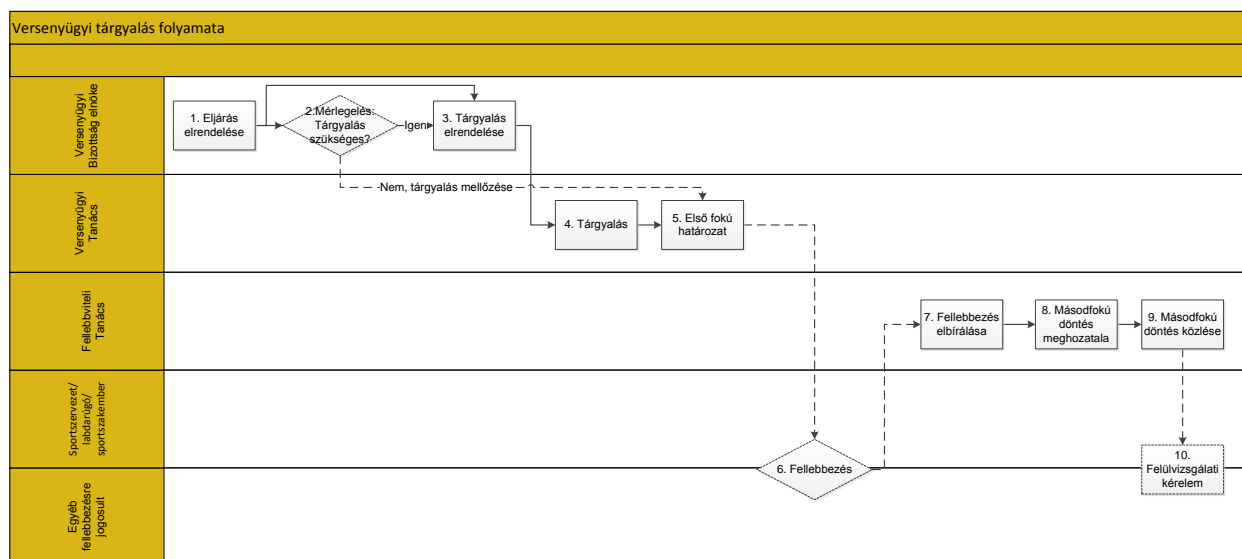 Versenyügyi tárgyalás folyamata
Versenyügyi
Bizottság elnöke
1. Eljárás
elrendelése
2.Mérlegelés:
Tárgyalás
szükséges?
Igen
3. Tárgyalás
elrendelése
Versenyügyi
Tanács
Nem, tárgyalás mellőzése
4. Tárgyalás
5. Első fokú
határozat
Fellebbviteli
Tanács
7. Fellebbezés
elbírálása
8. Másodfokú
döntés
meghozatala
9. Másodfokú
döntés közlése
Sportszervezet/
labdarúgó/
sportszakember
6. Fellebbezés
10.
Felülvizsgálati
kérelem
Egyéb
fellebbezésre
jogosult